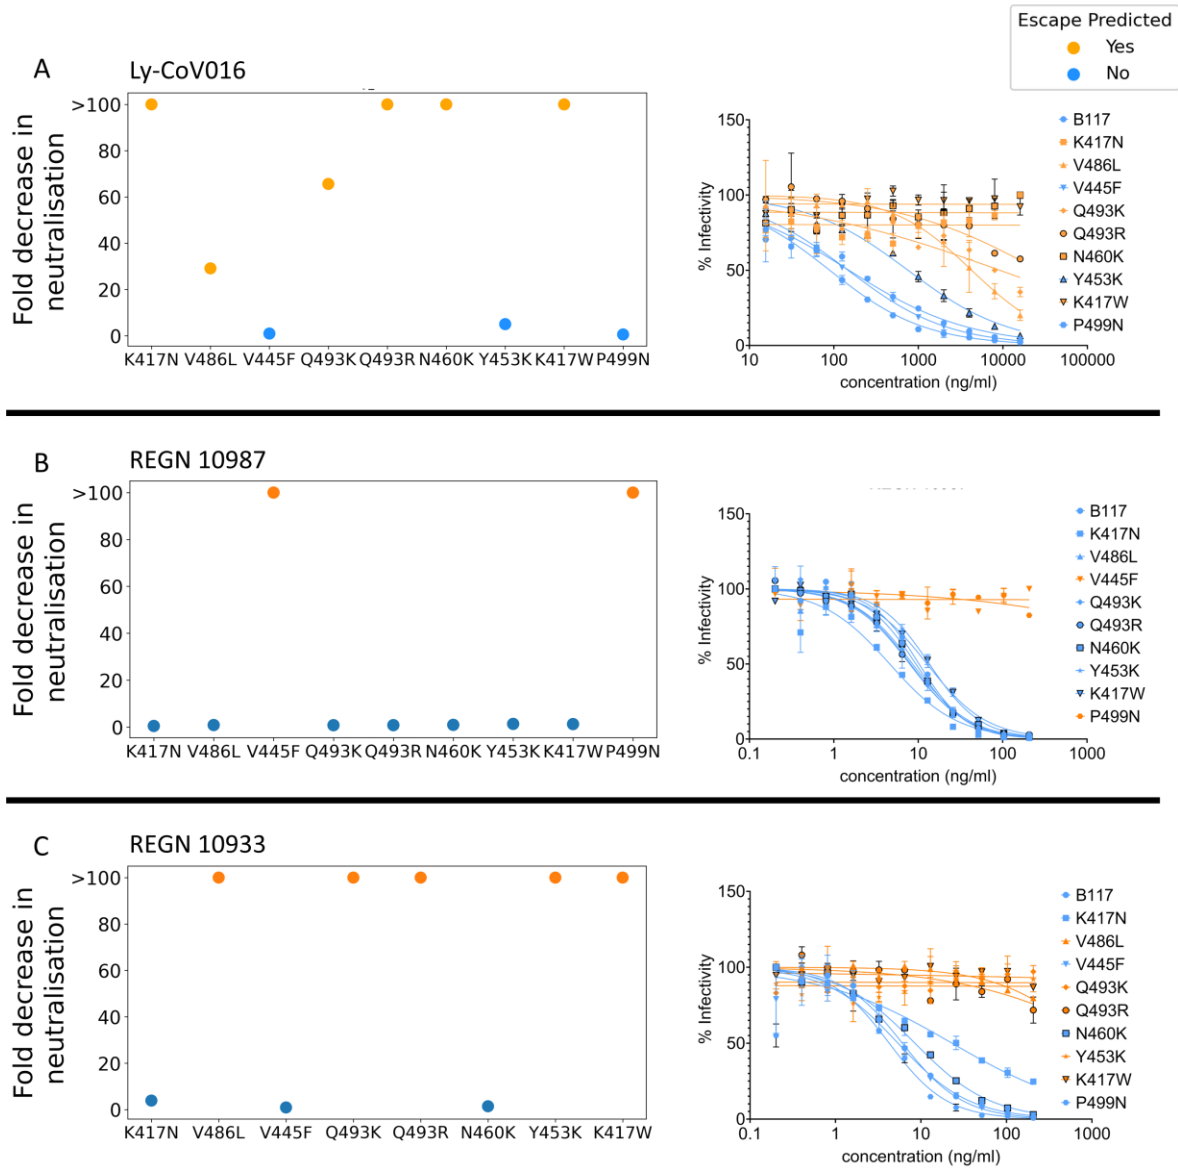 Escape Predicted
Yes
No
A
Ly-CoV016
Fold decrease in
neutralisation
>100
80
60
40
20
0
K417N V486L V445F Q493K Q493R N460K Y453K K417W P499N
% Infectivity
150
100
50
0
10 100 1000 10000 100000
concentration (ng/ml)
B117
K417N
V486L
V445F
Q493K
Q493R
N460K
Y453K
K417W
P499N
B
REGN 10987
Fold decrease in
neutralisation
>100
80
60
40
20
0
K417N V486L V445F Q493K Q493R N460K Y453K K417W P499N
% Infectivity
150
100
50
0
0.1 1 10 100 1000
concentration (ng/ml)
B117
K417N
V486L
V445F
Q493K
Q493R
N460K
Y453K
K417W
P499N
C
REGN 10933
Fold decrease in
neutralisation
>100
80
60
40
20
0
K417N V486L V445F Q493K Q493R N460K Y453K K417W
% Infectivity
150
100
50
0
0.1 1 10 100 1000
concentration (ng/ml)
B117
K417N
V486L
V445F
Q493K
Q493R
N460K
Y453K
K417W
P499N